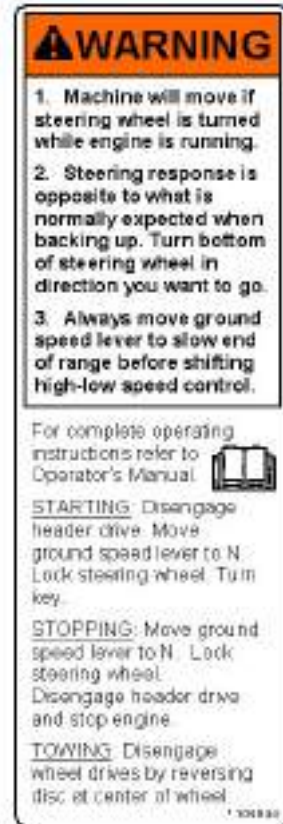 WARNING
1. Machine will move if
steering wheel is turned
while engine is running.
2. Steering response is
opposite to what is
normally expected when
backing up. Turn bottom
of steering wheel in
direction you want to go.
3. Always move ground
speed lever to slow end
of range before shifting
high-low speed control.
For complete operating
instructions refer to
Operator's Manual
STARTING: Disengage
header drive. Move
ground speed lever to N.
Lock steering wheel. Turn
key.
STOPPING: Move ground
speed lever to N. Lock
steering wheel.
Disengage header drive
and stop engine.
TOWING: Disengage
wheel drives by reversing
disc at center of wheel